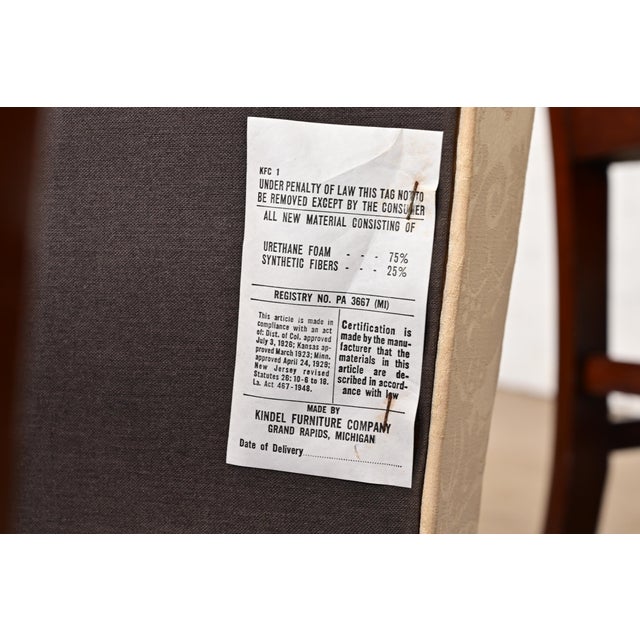 KFC 1
UNDER PENALTY OF LAW THIS TAG NOT TO
BE REMOVED EXCEPT BY THE CONSUMER
ALL NEW MATERIAL CONSISTING OF
URETHANE FOAM - - - 75%
SYNTHETIC FIBERS - - - 25%
REGISTRY NO. PA 3667 (MI)
This article is made in
compliance with an act
of: Dist. of Col. approved
July 3, 1926; Kansas ap-
proved March 1923; Minn.
approved April 24, 1929;
New Jersey revised
Statutes 26; 10-6 to 18.
La. Act 467-1948.
Certification is
made by the manu-
facturer that the
materials in this
article are de-
scribed in accord-
ance with law
MADE BY
KINDEL FURNITURE COMPANY
GRAND RAPIDS, MICHIGAN
Date of Delivery....................